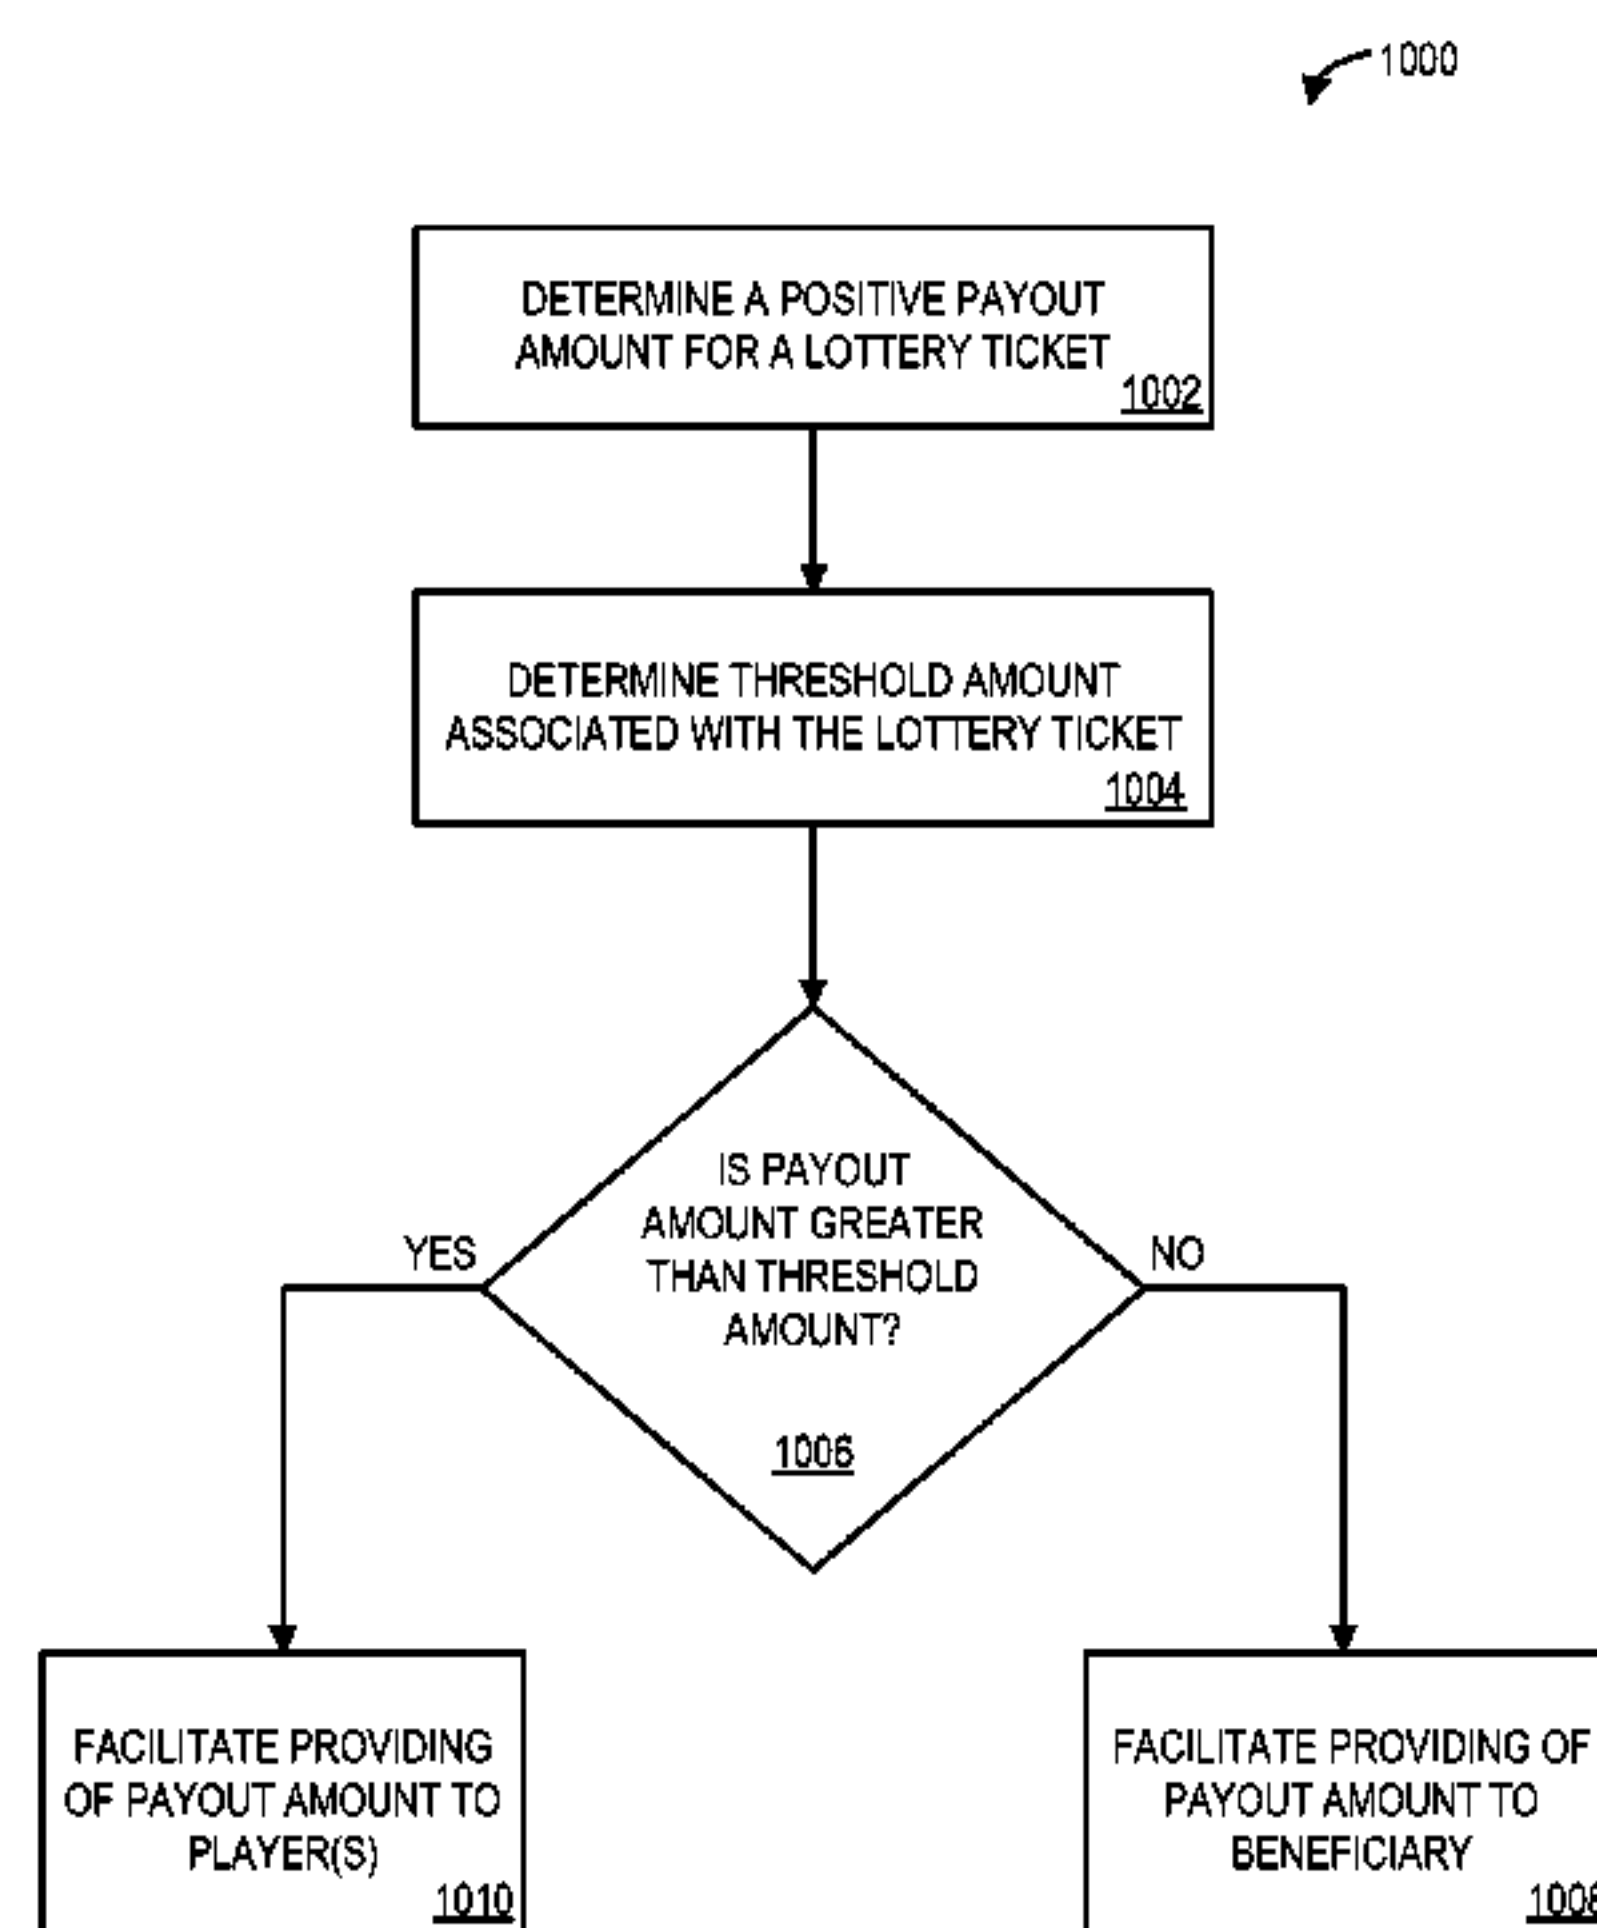 1000
DETERMINE A POSITIVE PAYOUT
AMOUNT FOR A LOTTERY TICKET
1002
DETERMINE THRESHOLD AMOUNT
ASSOCIATED WITH THE LOTTERY TICKET
1004
IS PAYOUT
AMOUNT GREATER
THAN THRESHOLD
AMOUNT?
1006
YES
NO
FACILITATE PROVIDING
OF PAYOUT AMOUNT TO
PLAYER(S)
1010
FACILITATE PROVIDING OF
PAYOUT AMOUNT TO
BENEFICIARY
1008